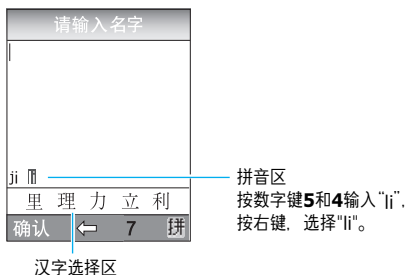 请输入名字
ji li
里 理 力 立 利
确认 7 拼
汉字选择区
拼音区
按数字键5和4输入“li”,
按右键, 选择"li"。